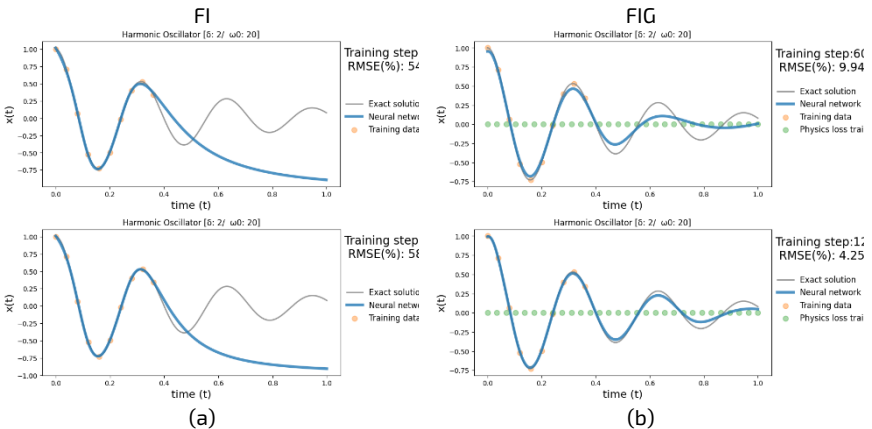 FI
Harmonic Oscillator [δ: 2/ ω0: 20]
Training step
RMSE(%): 54
1.00
0.75
0.50
0.25
0.00
−0.25
−0.50
−0.75
x(t)
Exact solution
Neural network
Training data
0.0 0.2 0.4 0.6 0.8 1.0
time (t)
Harmonic Oscillator [δ: 2/ ω0: 20]
Training step
RMSE(%): 58
1.00
0.75
0.50
0.25
0.00
−0.25
−0.50
−0.75
−1.00
x(t)
Exact solution
Neural network
Training data
0.0 0.2 0.4 0.6 0.8 1.0
time (t)
(a)
FIG
Harmonic Oscillator [δ: 2/ ω0: 20]
Training step:60
RMSE(%): 9.94
1.00
0.75
0.50
0.25
0.00
−0.25
−0.50
−0.75
x(t)
Exact solution
Neural network
Training data
Physics loss trai
0.0 0.2 0.4 0.6 0.8 1.0
time (t)
Harmonic Oscillator [δ: 2/ ω0: 20]
Training step:12
RMSE(%): 4.25
1.00
0.75
0.50
0.25
0.00
−0.25
−0.50
−0.75
x(t)
Exact solution
Neural network
Training data
Physics loss trai
0.0 0.2 0.4 0.6 0.8 1.0
time (t)
(b)